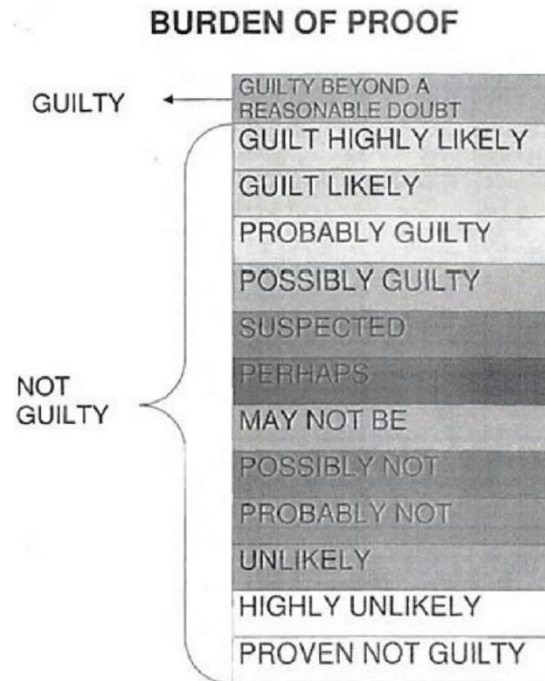 BURDEN OF PROOF
GUILTY
GUILTY BEYOND A
REASONABLE DOUBT
GUILT HIGHLY LIKELY
GUILT LIKELY
PROBABLY GUILTY
POSSIBLY GUILTY
SUSPECTED
PERHAPS
NOT
GUILTY
MAY NOT BE
POSSIBLY NOT
PROBABLY NOT
UNLIKELY
HIGHLY UNLIKELY
PROVEN NOT GUILTY